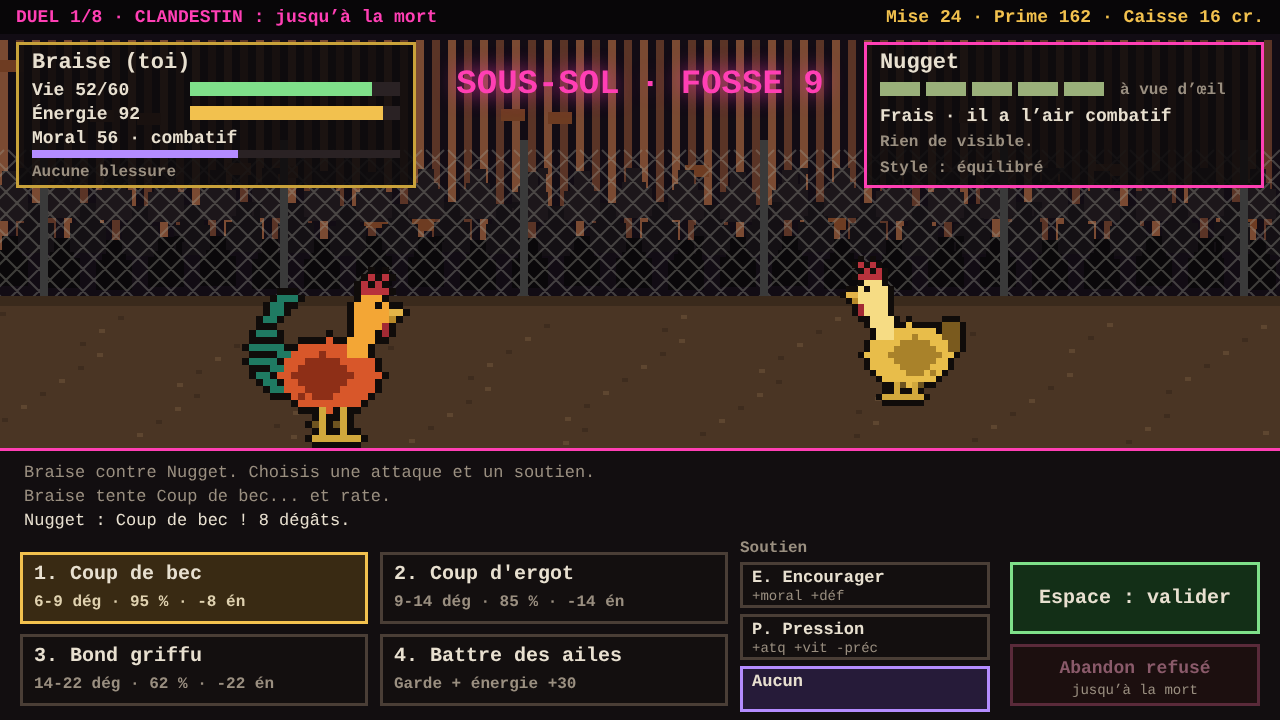 DUEL 1/8 · CLANDESTIN : jusqu’à la mort
Mise 24 · Prime 162 · Caisse 16 cr.
Braise (toi)
Vie 52/60
Énergie 92
Moral 56 · combatif
Aucune blessure
SOUS-SOL · FOSSE 9
Nugget
à vue d’œil
Frais · il a l’air combatif
Rien de visible.
Style : équilibré
Braise contre Nugget. Choisis une attaque et un soutien.
Braise tente Coup de bec... et rate.
Nugget : Coup de bec ! 8 dégâts.
1. Coup de bec
6-9 dég · 95 % · -8 én
2. Coup d'ergot
9-14 dég · 85 % · -14 én
3. Bond griffu
14-22 dég · 62 % · -22 én
4. Battre des ailes
Garde + énergie +30
Soutien
E. Encourager
+moral +déf
P. Pression
+atq +vit -préc
Aucun
Espace : valider
Abandon refusé
jusqu’à la mort